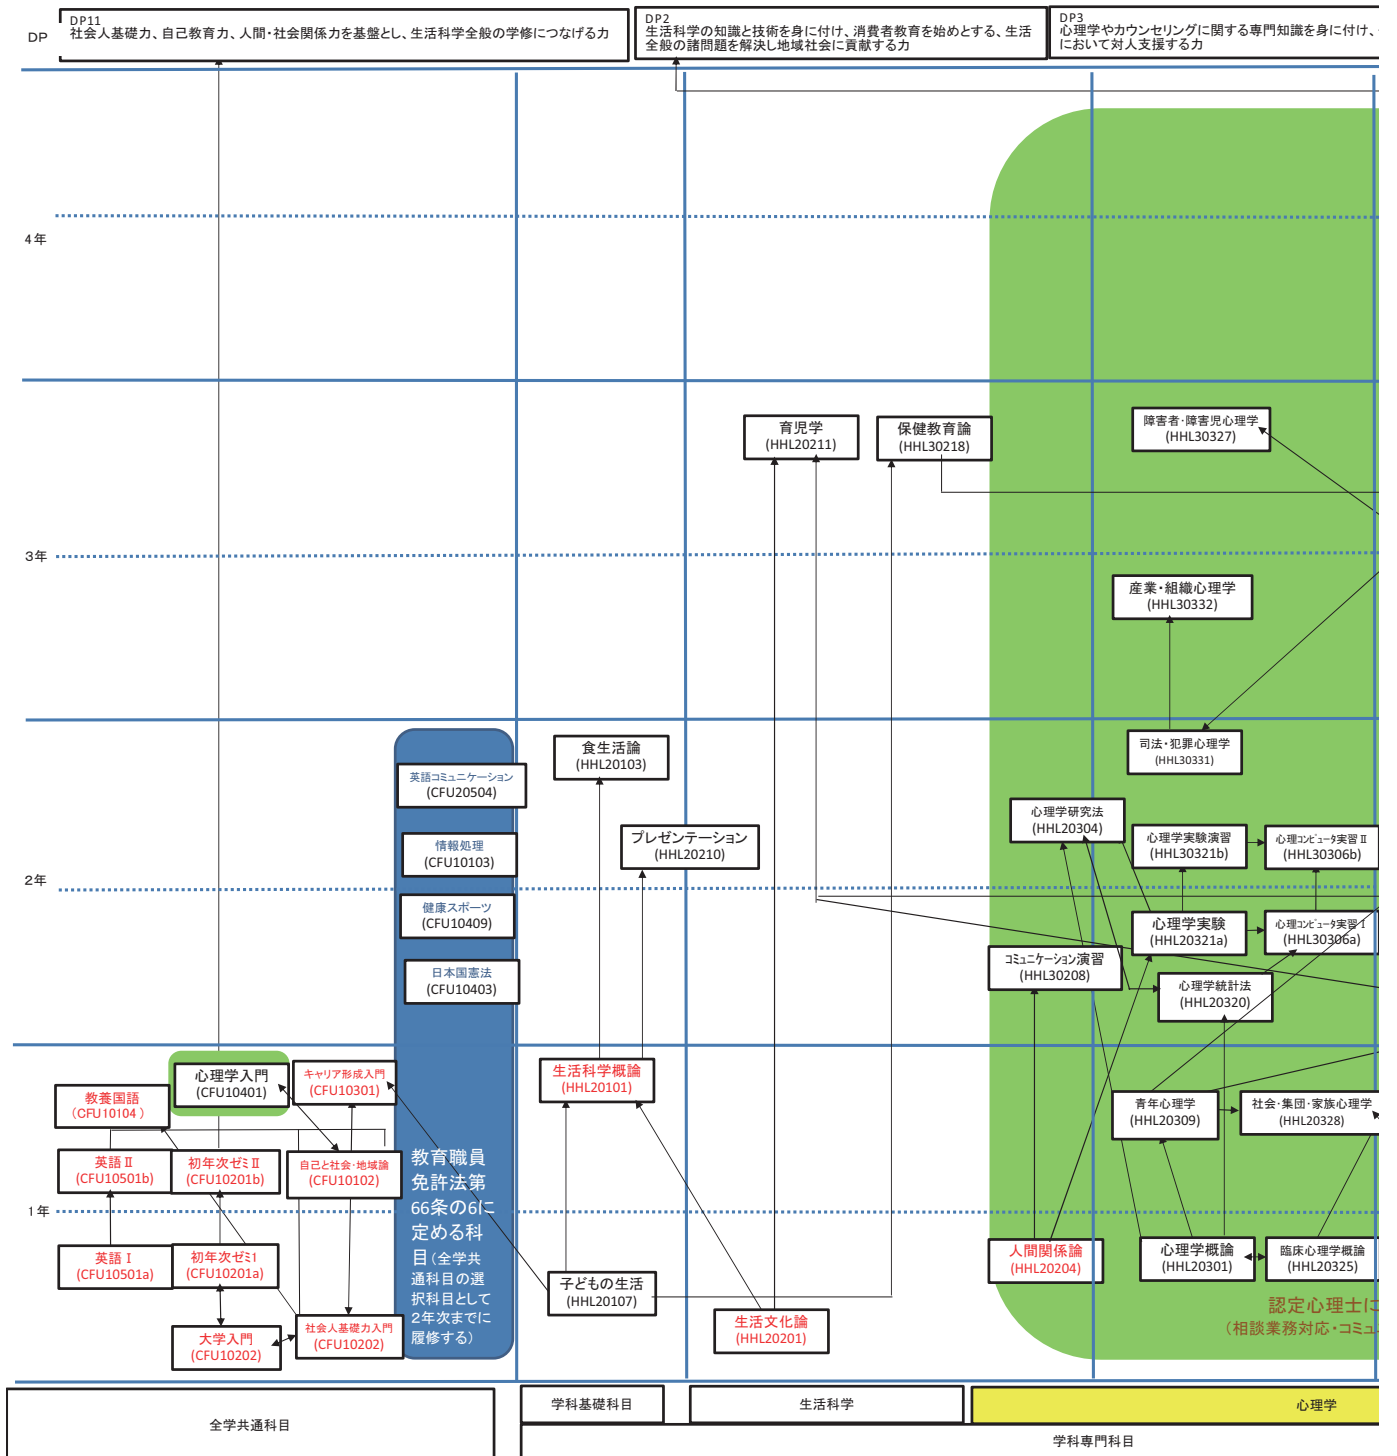 DP
DP11
社会人基礎力、自己教育力、人間・社会関係力を基盤とし、生活科学全般の学修につなげる力
DP2
生活科学の知識と技術を身に付け、消費者教育を始めとする、生活
全般の諸問題を解決し地域社会に貢献する力
DP3
心理学やカウンセリングに関する専門知識を身に付け、
において対人支援する力
4年
育児学
(HHL20211)
保健教育論
(HHL30218)
障害者・障害児心理学
(HHL30327)
3年
産業・組織心理学
(HHL30332)
食生活論
(HHL20103)
司法・犯罪心理学
(HHL30331)
英語コミュニケーション
(CFU20504)
プレゼンテーション
(HHL20210)
心理学研究法
(HHL20304)
心理学実験演習
(HHL30321b)
心理コンピュータ実習Ⅱ
(HHL30306b)
情報処理
(CFU10103)
2年
健康スポーツ
(CFU10409)
心理学実験
(HHL20321a)
心理コンピュータ実習Ⅰ
(HHL30306a)
日本国憲法
(CFU10403)
コミュニケーション演習
(HHL30208)
心理学統計法
(HHL20320)
心理学入門
(CFU10401)
キャリア形成入門
(CFU10301)
生活科学概論
(HHL20101)
教養国語
(CFU10104 )
青年心理学
(HHL20309)
社会・集団・家族心理学
(HHL20328)
英語Ⅱ
(CFU10501b)
初年次ゼミⅡ
(CFU10201b)
自己と社会・地域論
(CFU10102)
教育職員
免許法第
66条の6に
定める科
目(全学共
通科目の選
択科目として
2年次までに
履修する)
1年
英語Ⅰ
(CFU10501a)
初年次ゼミ1
(CFU10201a)
子どもの生活
(HHL20107)
人間関係論
(HHL20204)
心理学概論
(HHL20301)
臨床心理学概論
(HHL20325)
大学入門
(CFU10202)
社会人基礎力入門
(CFU10202)
生活文化論
(HHL20201)
認定心理士に
(相談業務対応・コミュ
全学共通科目
学科基礎科目
生活科学
心理学
学科専門科目